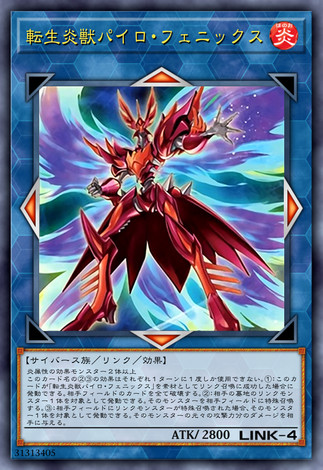 転生炎獣パイロ・フェニックス
炎
【サイバース族／リンク／効果】
炎属性の効果モンスター２体以上
このカード名の②③の効果はそれぞれ１ターンに１度しか使用できない。①：このカ
ードが「転生炎獣パイロ・フェニックス」を素材としてリンク召喚に成功した場合に
発動できる。相手フィールドのカードを全て破壊する。②：相手の墓地のリンクモン
スター１体を対象として発動できる。そのモンスターを相手フィールドに特殊召喚
する。③：相手フィールドにリンクモンスターが特殊召喚された場合、そのモンスタ
ー１体を対象として発動できる。そのモンスターの元々の攻撃力分のダメージを相
手に与える。
ATK/ 2800 LINK-4
31313405